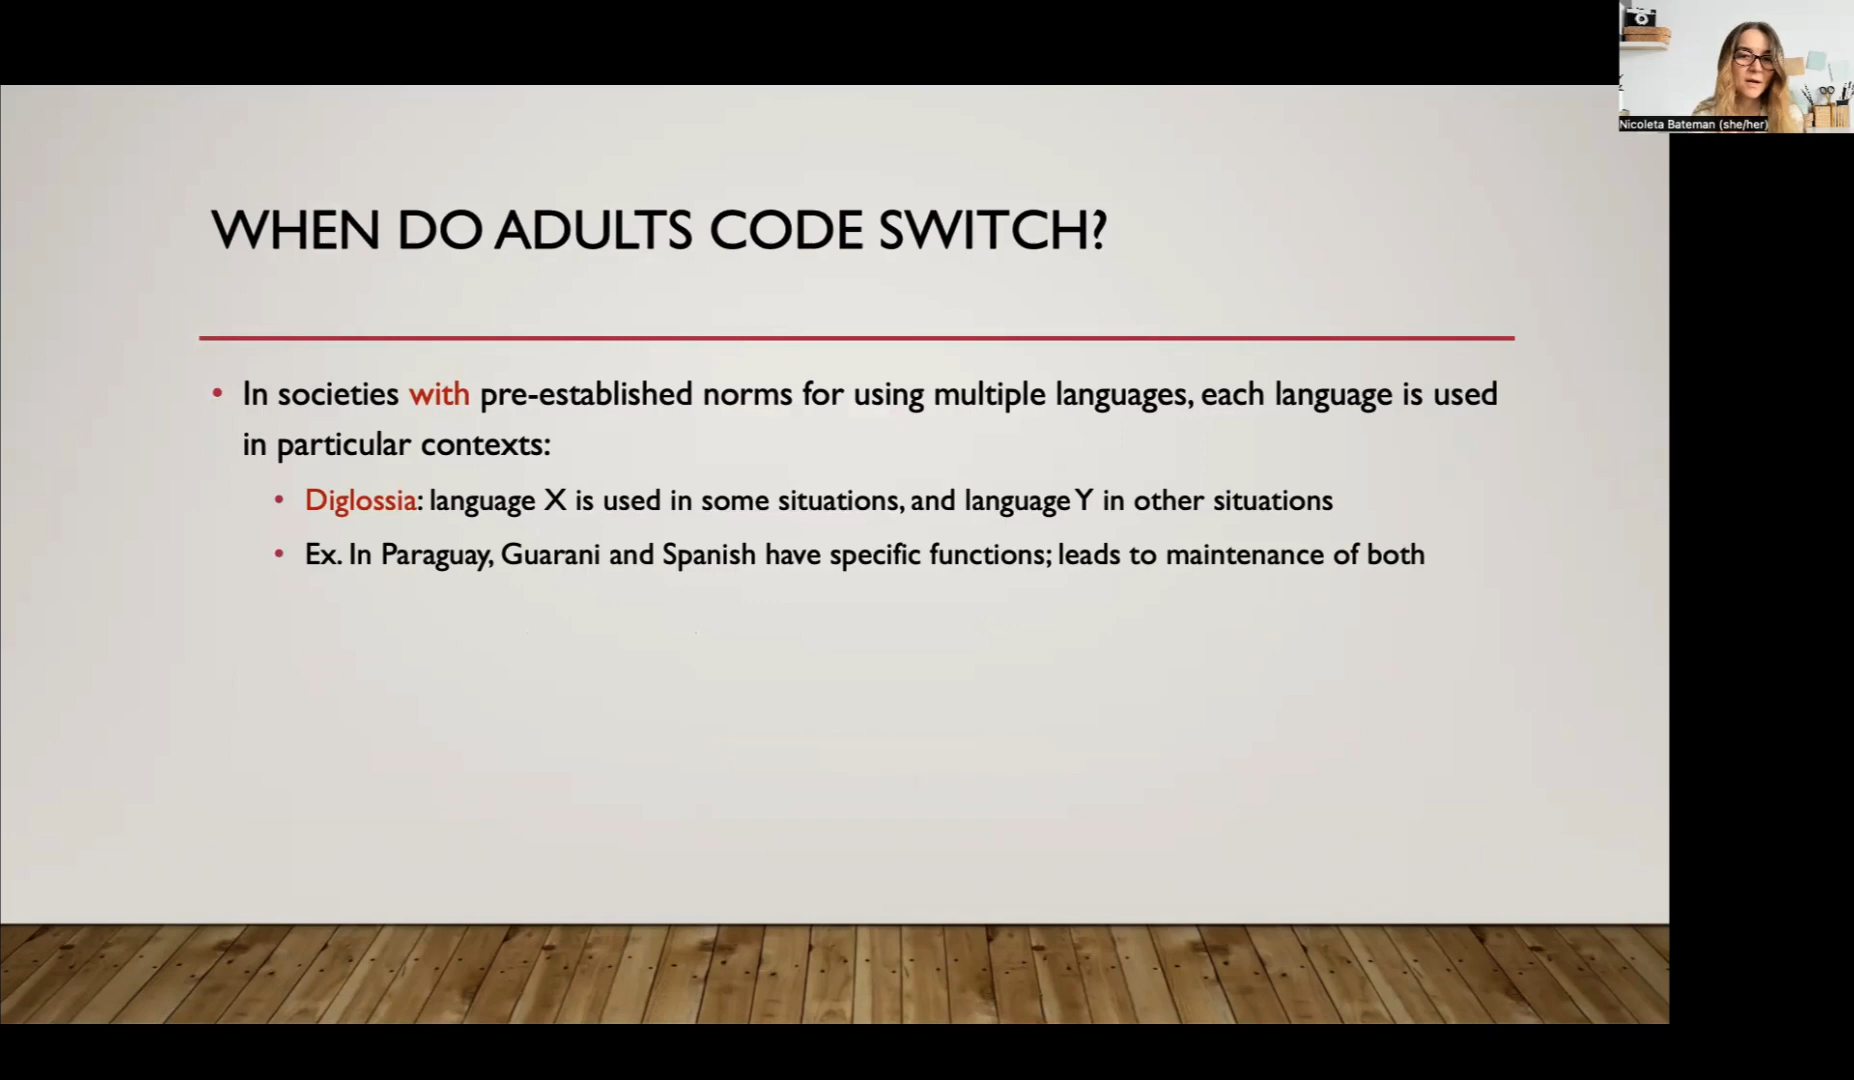 Nicoleta Bateman (she/her)
WHEN DO ADULTS CODE SWITCH?
• In societies with pre-established norms for using multiple languages, each language is used
in particular contexts:
• Diglossia: language X is used in some situations, and language Y in other situations
• Ex. In Paraguay, Guarani and Spanish have specific functions; leads to maintenance of both